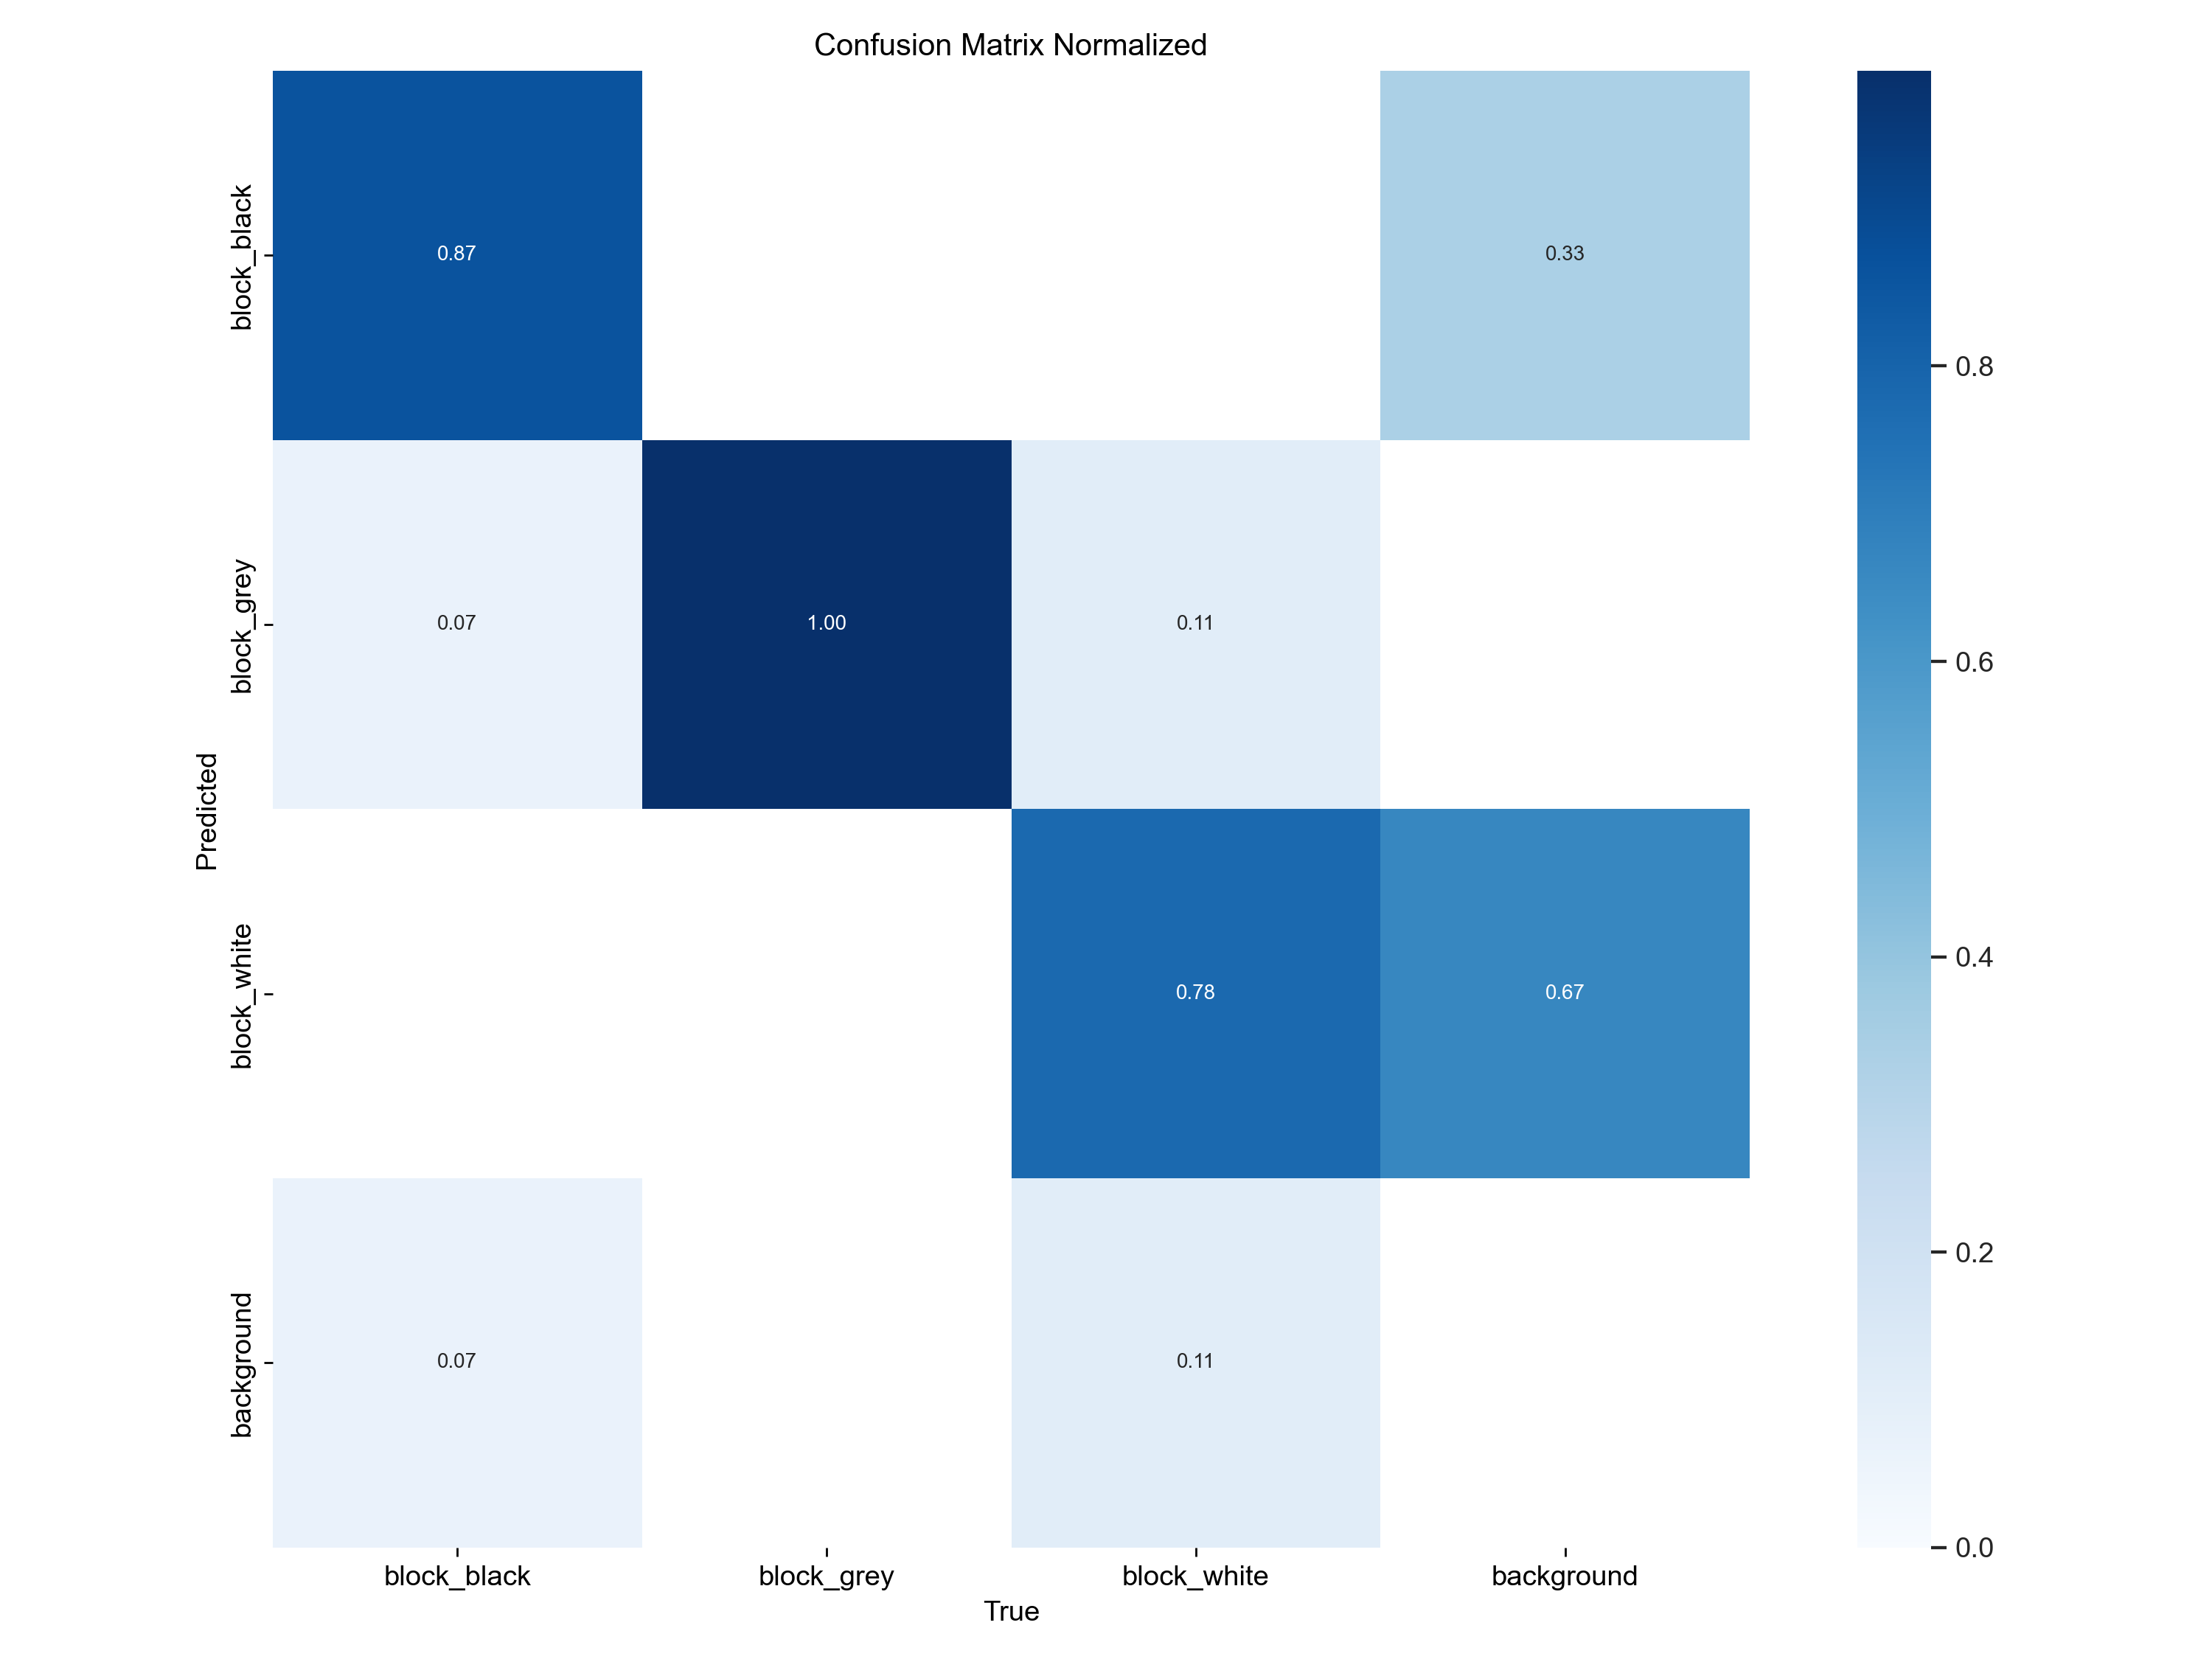 Confusion Matrix Normalized
block_black
0.87
0.33
block_grey
0.07
1.00
0.11
block_white
0.78
0.67
background
0.07
0.11
Predicted
block_black
block_grey
block_white
background
True
0.8
0.6
0.4
0.2
0.0